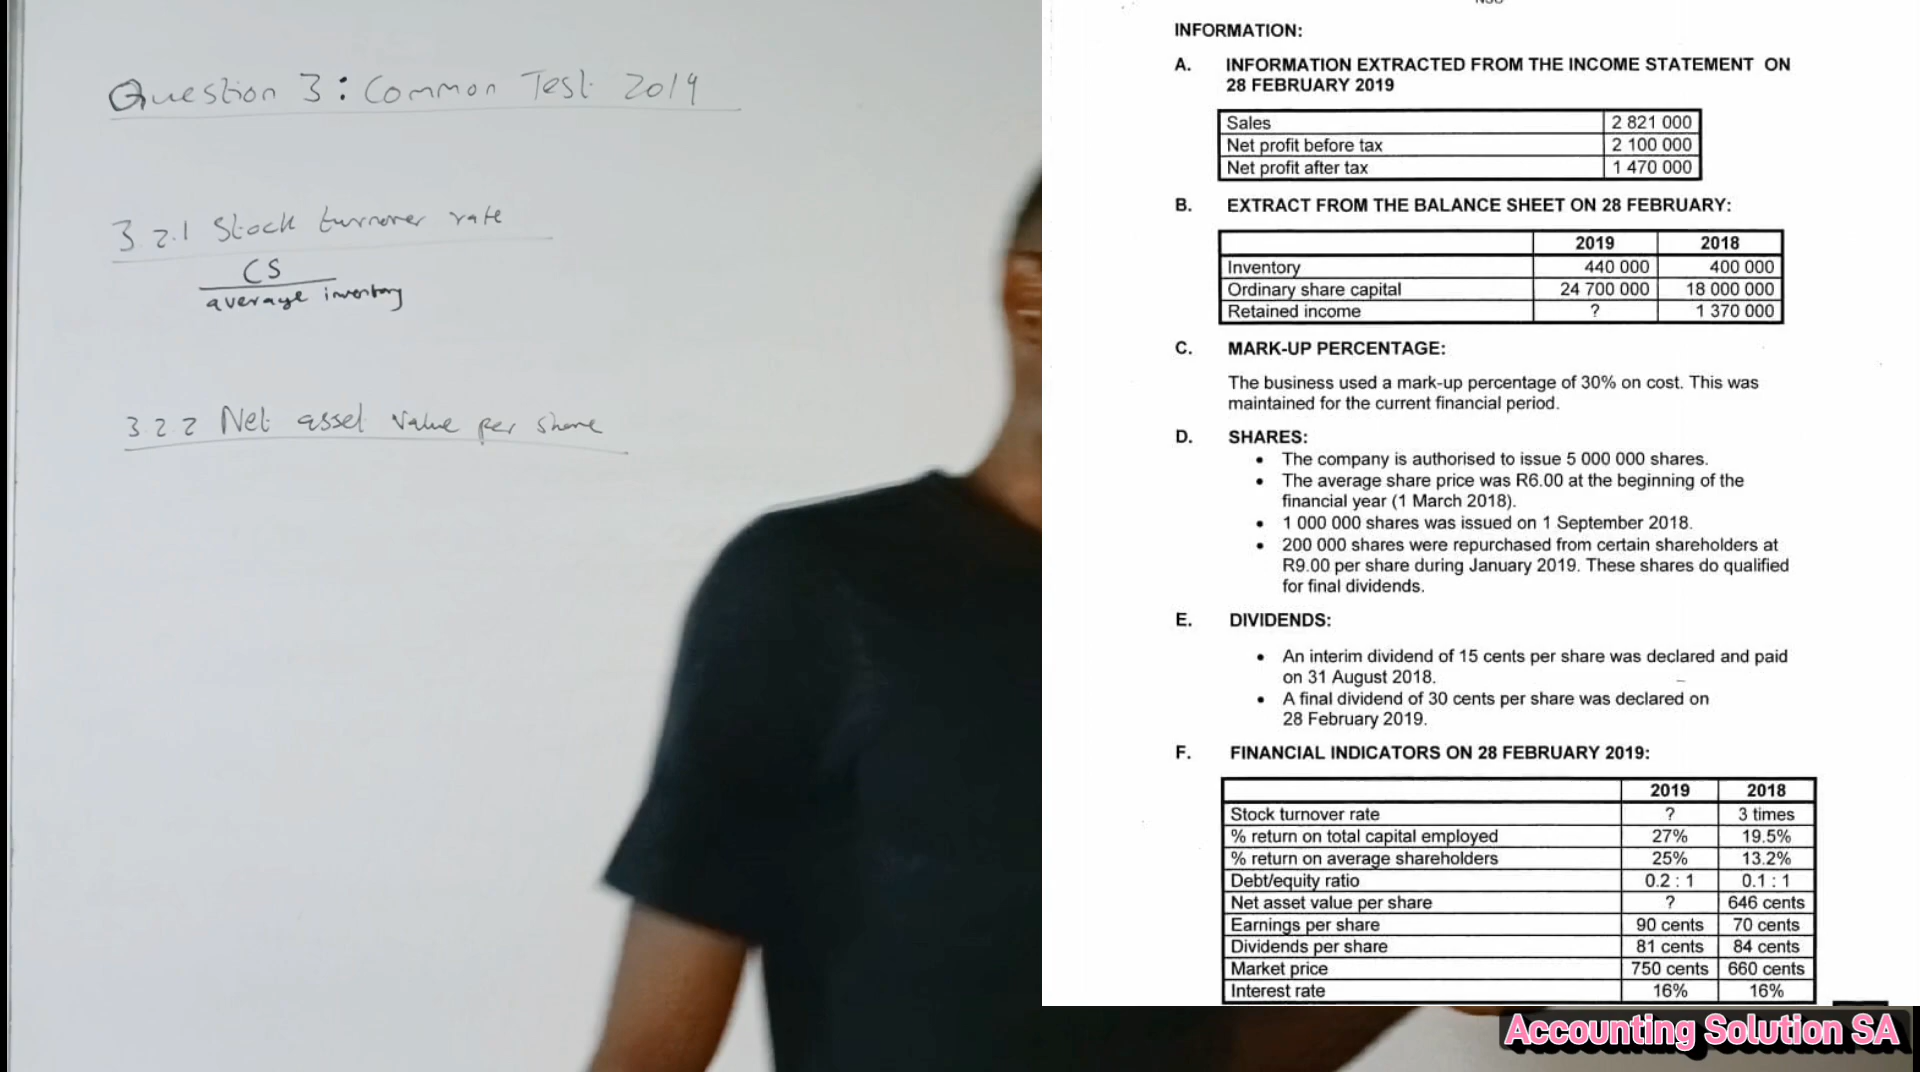 Question 3: Common Test 2019
3.2.1 Stock turnover rate
CS
average inventory
3.2.2 Net asset value per share
INFORMATION:
A. INFORMATION EXTRACTED FROM THE INCOME STATEMENT ON
28 FEBRUARY 2019
Sales 2 821 000
Net profit before tax 2 100 000
Net profit after tax 1 470 000
B. EXTRACT FROM THE BALANCE SHEET ON 28 FEBRUARY:
2019 2018
Inventory 440 000 400 000
Ordinary share capital 24 700 000 18 000 000
Retained income ? 1 370 000
C. MARK-UP PERCENTAGE:
The business used a mark-up percentage of 30% on cost. This was
maintained for the current financial period.
D. SHARES:
• The company is authorised to issue 5 000 000 shares.
• The average share price was R6.00 at the beginning of the
financial year (1 March 2018).
• 1 000 000 shares was issued on 1 September 2018.
• 200 000 shares were repurchased from certain shareholders at
R9.00 per share during January 2019. These shares do qualified
for final dividends.
E. DIVIDENDS:
• An interim dividend of 15 cents per share was declared and paid
on 31 August 2018.
• A final dividend of 30 cents per share was declared on
28 February 2019.
F. FINANCIAL INDICATORS ON 28 FEBRUARY 2019:
2019 2018
Stock turnover rate ? 3 times
% return on total capital employed 27% 19.5%
% return on average shareholders 25% 13.2%
Debt/equity ratio 0.2 : 1 0.1 : 1
Net asset value per share ? 646 cents
Earnings per share 90 cents 70 cents
Dividends per share 81 cents 84 cents
Market price 750 cents 660 cents
Interest rate 16% 16%
Accounting Solution SA